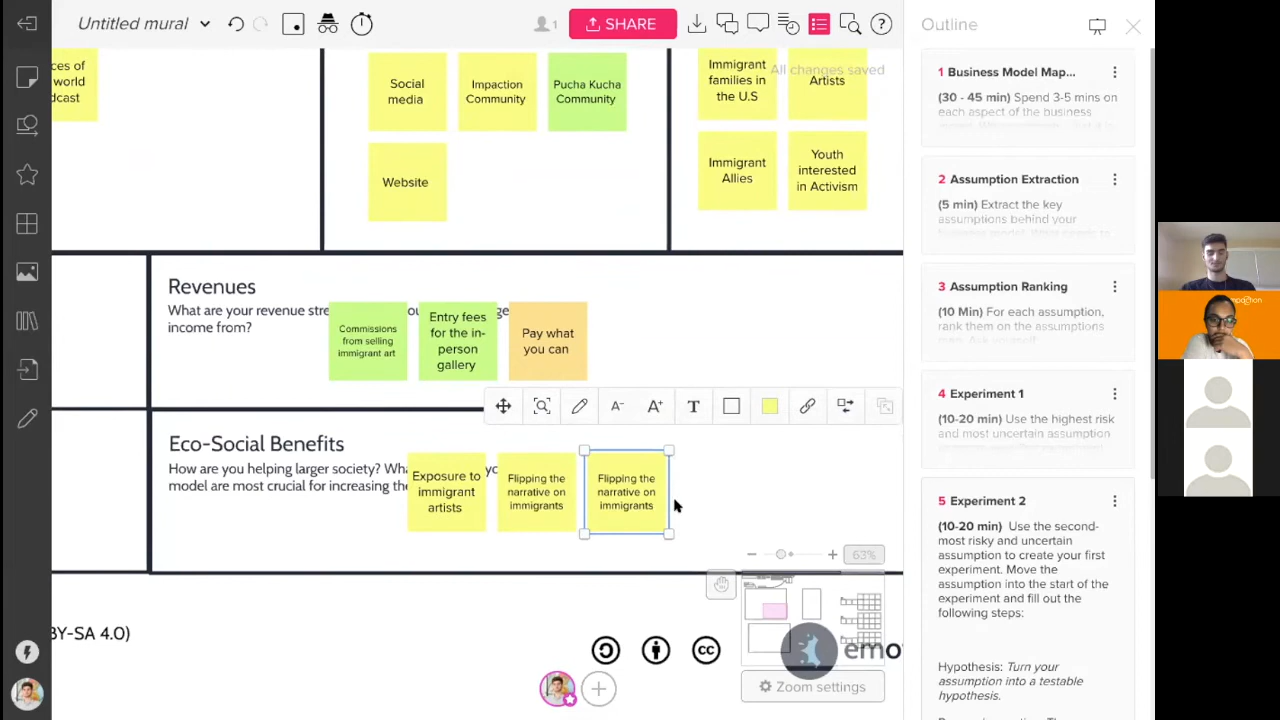 Untitled mural
SHARE
?
1
All changes saved
ces of
world
dcast
Social
media
Impaction
Community
Pucha Kucha
Community
Website
Immigrant
families in
the U.S
Artists
Immigrant
Allies
Youth
interested
in Activism
Revenues
What are your revenue stre
income from?
Commissions
from selling
immigrant art
Entry fees
for the in-
person
gallery
Pay what
you can
A-
A+
T
Eco-Social Benefits
How are you helping larger society? Wha
model are most crucial for increasing the
Exposure to
immigrant
artists
Flipping the
narrative on
immigrants
Flipping the
narrative on
immigrants
63%
BY-SA 4.0)
cc
emo
Zoom settings
Outline
1 Business Model Map...
(30 - 45 min) Spend 3-5 mins on
each aspect of the business
2 Assumption Extraction
(5 min) Extract the key
assumptions behind your
3 Assumption Ranking
(10 Min) For each assumption,
rank them on the assumptions
4 Experiment 1
(10-20 min) Use the highest risk
and most uncertain assumption
5 Experiment 2
(10-20 min) Use the second-
most risky and uncertain
assumption to create your first
experiment. Move the
assumption into the start of the
experiment and fill out the
following steps:
Hypothesis: Turn your
assumption into a testable
hypothesis.